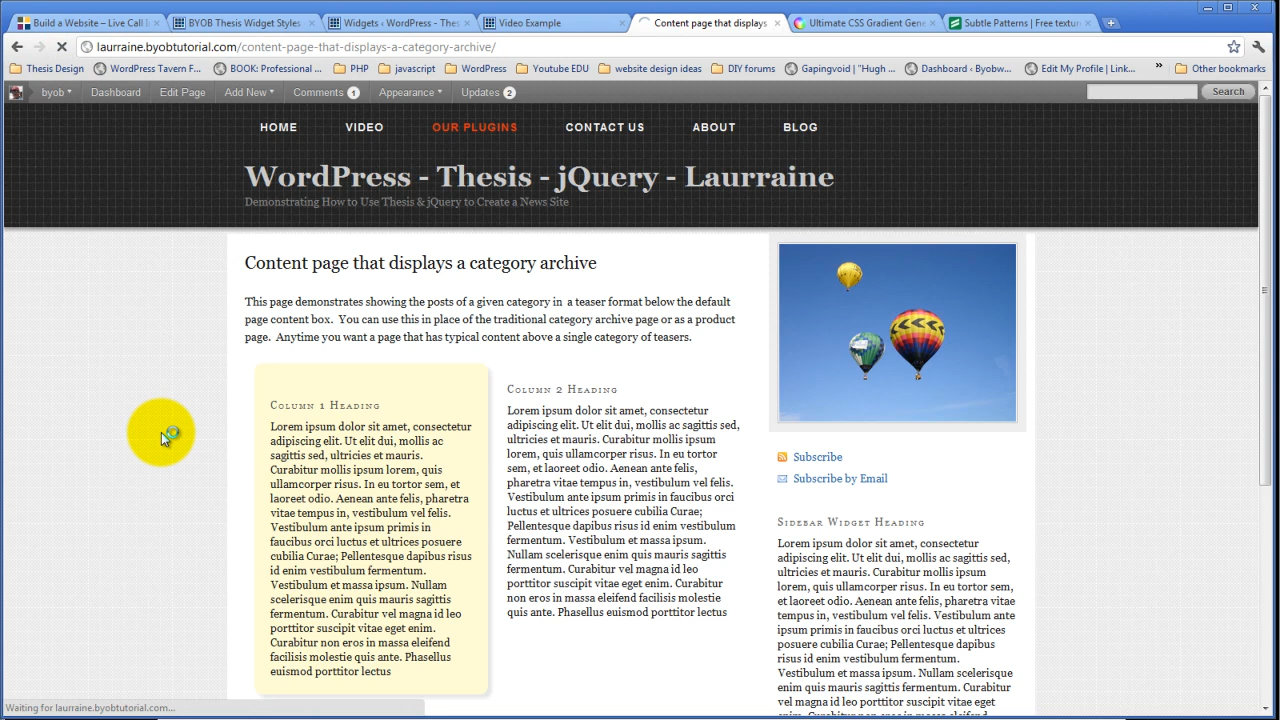 Build a Website – Live Call I
BYOB Thesis Widget Styles
Widgets ‹ WordPress - Thes
Video Example
Content page that displays
Ultimate CSS Gradient Gene
Subtle Patterns | Free textur
laurraine.byobtutorial.com/content-page-that-displays-a-category-archive/
Thesis Design
WordPress Tavern F...
BOOK: Professional ...
PHP
javascript
WordPress
Youtube EDU
website design ideas
DIY forums
Gapingvoid | "Hugh ...
Dashboard ‹ Byobw...
Edit My Profile | Link...
»
Other bookmarks
byob
Dashboard
Edit Page
Add New
Comments 1
Appearance
Updates 2
Search
HOME
VIDEO
OUR PLUGINS
CONTACT US
ABOUT
BLOG
WordPress - Thesis - jQuery - Laurraine
Demonstrating How to Use Thesis & jQuery to Create a News Site
Content page that displays a category archive
This page demonstrates showing the posts of a given category in a teaser format below the default
page content box. You can use this in place of the traditional category archive page or as a product
page. Anytime you want a page that has typical content above a single category of teasers.
Column 1 Heading
Lorem ipsum dolor sit amet, consectetur
adipiscing elit. Ut elit dui, mollis ac
sagittis sed, ultricies et mauris.
Curabitur mollis ipsum lorem, quis
ullamcorper risus. In eu tortor sem, et
laoreet odio. Aenean ante felis, pharetra
vitae tempus in, vestibulum vel felis.
Vestibulum ante ipsum primis in
faucibus orci luctus et ultrices posuere
cubilia Curae; Pellentesque dapibus risus
id enim vestibulum fermentum.
Vestibulum et massa ipsum. Nullam
scelerisque enim quis mauris sagittis
fermentum. Curabitur vel magna id leo
porttitor suscipit vitae eget enim.
Curabitur non eros in massa eleifend
facilisis molestie quis ante. Phasellus
euismod porttitor lectus
Column 2 Heading
Lorem ipsum dolor sit amet, consectetur
adipiscing elit. Ut elit dui, mollis ac sagittis sed,
ultricies et mauris. Curabitur mollis ipsum
lorem, quis ullamcorper risus. In eu tortor
sem, et laoreet odio. Aenean ante felis,
pharetra vitae tempus in, vestibulum vel felis.
Vestibulum ante ipsum primis in faucibus orci
luctus et ultrices posuere cubilia Curae;
Pellentesque dapibus risus id enim vestibulum
fermentum. Vestibulum et massa ipsum.
Nullam scelerisque enim quis mauris sagittis
fermentum. Curabitur vel magna id leo
porttitor suscipit vitae eget enim. Curabitur
non eros in massa eleifend facilisis molestie
quis ante. Phasellus euismod porttitor lectus
Subscribe
Subscribe by Email
Sidebar Widget Heading
Lorem ipsum dolor sit amet, consectetur
adipiscing elit. Ut elit dui, mollis ac sagittis sed,
ultricies et mauris. Curabitur mollis ipsum
lorem, quis ullamcorper risus. In eu tortor sem,
et laoreet odio. Aenean ante felis, pharetra vitae
tempus in, vestibulum vel felis. Vestibulum ante
ipsum primis in faucibus orci luctus et ultrices
posuere cubilia Curae; Pellentesque dapibus
risus id enim vestibulum fermentum.
Vestibulum et massa ipsum. Nullam scelerisque
enim quis mauris sagittis fermentum. Curabitur
vel magna id leo porttitor suscipit vitae eget
Waiting for laurraine.byobtutorial.com...